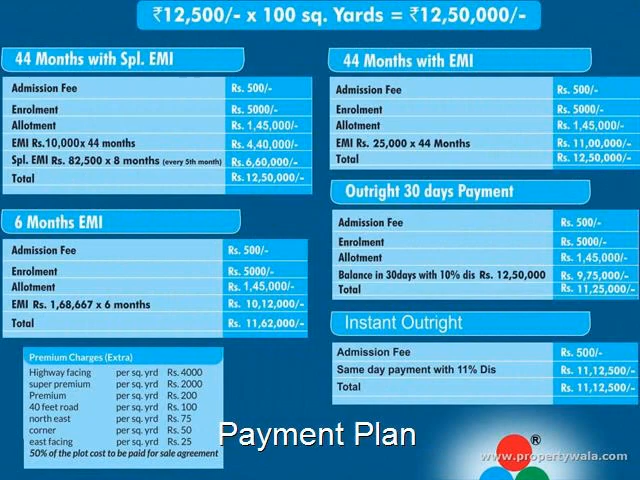 ₹12,500/- x 100 sq. Yards = ₹12,50,000/-
44 Months with Spl. EMI
Admission Fee Rs. 500/-
Enrolment Rs. 5000/-
Allotment Rs. 1,45,000/-
EMI Rs.10,000x 44 months Rs. 4,40,000/-
Spl. EMI Rs. 82,500 x 8 months (every 5th month) Rs. 6,60,000/-
Total Rs.12,50,000/-
6 Months EMI
Admission Fee Rs. 500/-
Enrolment Rs. 5000/-
Allotment Rs. 1,45,000/-
EMI Rs. 1,68,667 x 6 months Rs. 10,12,000/-
Total Rs. 11,62,000/-
Premium Charges (Extra)
Highway facing per sq. yrd Rs. 4000
super premium per sq. yrd Rs. 2000
Premium per sq. yrd Rs. 200
40 feet road per sq. yrd Rs. 100
north east per sq. yrd Rs. 75
corner per sq. yrd Rs. 50
east facing per sq. yrd Rs. 25
50% of the plot cost to be paid for sale agreement
44 Months with EMI
Admission Fee Rs. 500/-
Enrolment Rs. 5000/-
Allotment Rs. 1,45,000/-
EMI Rs. 25,000 x 44 Months Rs. 11,00,000/-
Total Rs. 12,50,000/-
Outright 30 days Payment
Admission Fee Rs. 500/-
Enrolment Rs. 5000/-
Allotment Rs. 1,45,000/-
Balance in 30days with 10% dis Rs. 12,50,000 Rs. 9,75,000/-
Total Rs. 11,25,000/-
Instant Outright
Admission Fee Rs. 500/-
Same day payment with 11% Dis Rs. 11,12,500/-
Total Rs. 11,12,500/-
Payment Plan
®
www.propertywala.com